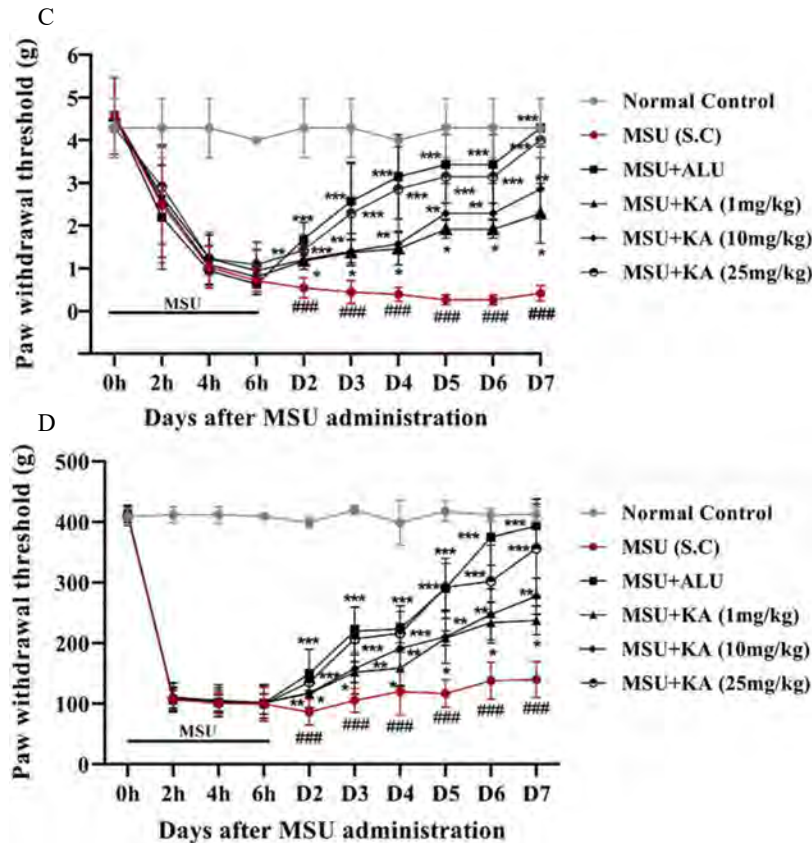 C
Paw withdrawal threshold (g)
6
5
4
3
2
1
0
MSU
** *** *** *** *** ***
*** *** *** *** ***
** ** ** ** **
* * * * * *
### ### ### ### ### ###
0h 2h 4h 6h D2 D3 D4 D5 D6 D7
Days after MSU administration
Normal Control
MSU (S.C)
MSU+ALU
MSU+KA (1mg/kg)
MSU+KA (10mg/kg)
MSU+KA (25mg/kg)
D
Paw withdrawal threshold (g)
500
400
300
200
100
0
MSU
*** *** *** *** *** ***
*** *** *** *** ***
** ** ** ** ** **
* * * * * *
### ### ### ### ### ###
0h 2h 4h 6h D2 D3 D4 D5 D6 D7
Days after MSU administration
Normal Control
MSU (S.C)
MSU+ALU
MSU+KA (1mg/kg)
MSU+KA (10mg/kg)
MSU+KA (25mg/kg)